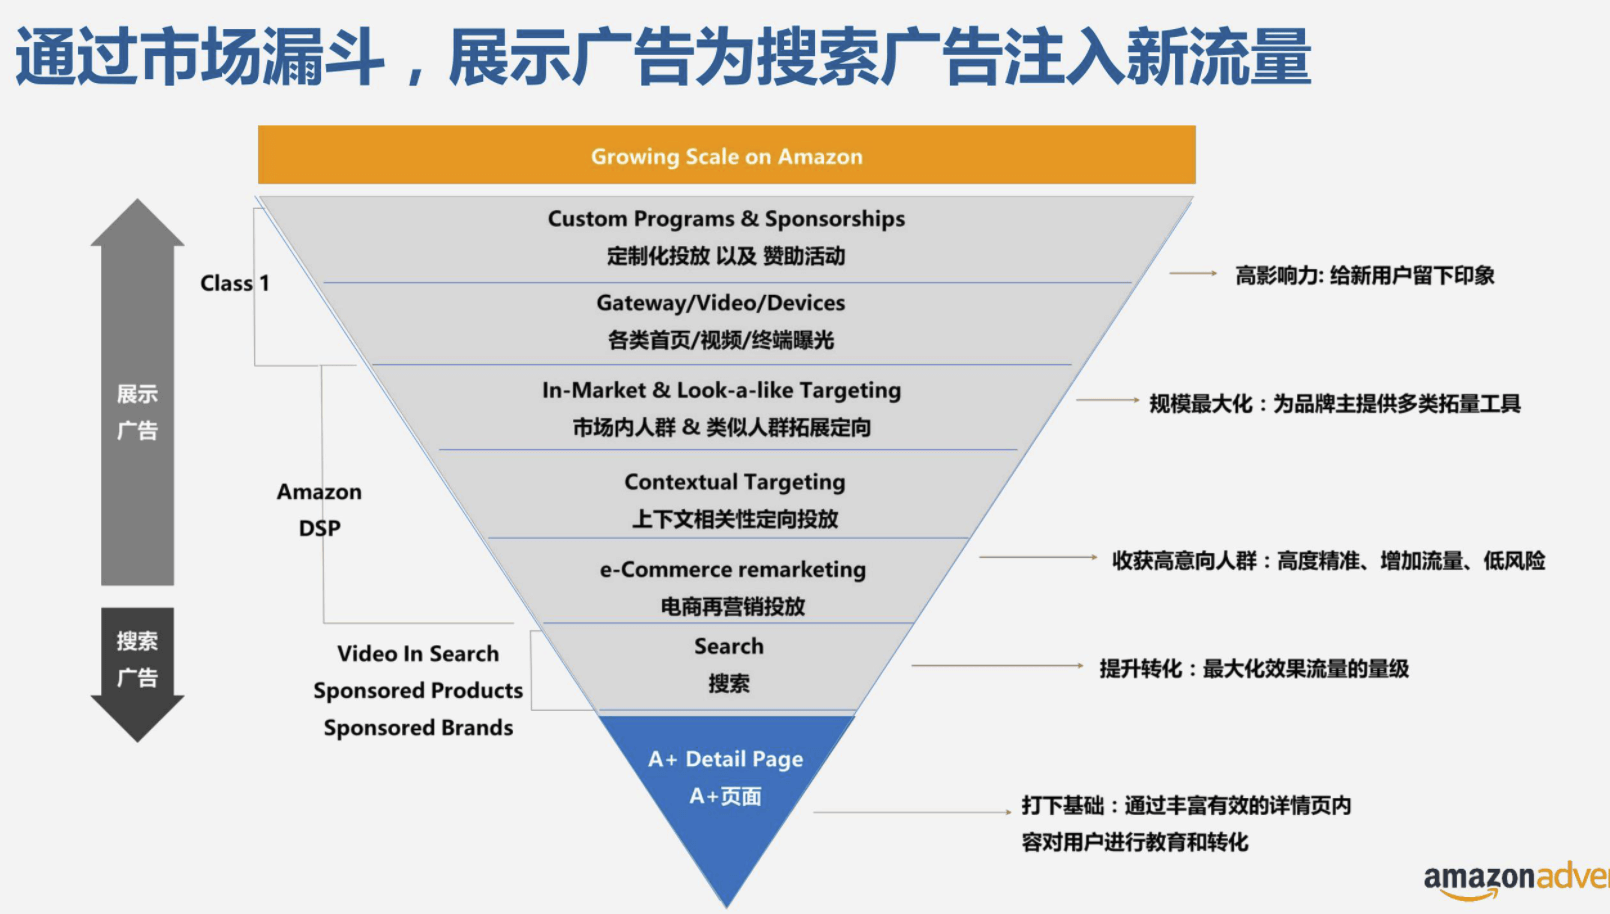 通过市场漏斗，展示广告为搜索广告注入新流量
Growing Scale on Amazon
Custom Programs & Sponsorships
定制化投放 以及 赞助活动
Class 1
高影响力: 给新用户留下印象
Gateway/Video/Devices
各类首页/视频/终端曝光
展示
广告
In-Market & Look-a-like Targeting
市场内人群 & 类似人群拓展定向
规模最大化：为品牌主提供多类拓量工具
Contextual Targeting
上下文相关性定向投放
Amazon
DSP
e-Commerce remarketing
电商再营销投放
收获高意向人群：高度精准、增加流量、低风险
搜索
广告
Video In Search
Sponsored Products
Sponsored Brands
Search
搜索
提升转化：最大化效果流量的量级
A+ Detail Page
A+页面
打下基础：通过丰富有效的详情页内
容对用户进行教育和转化
amazonadve